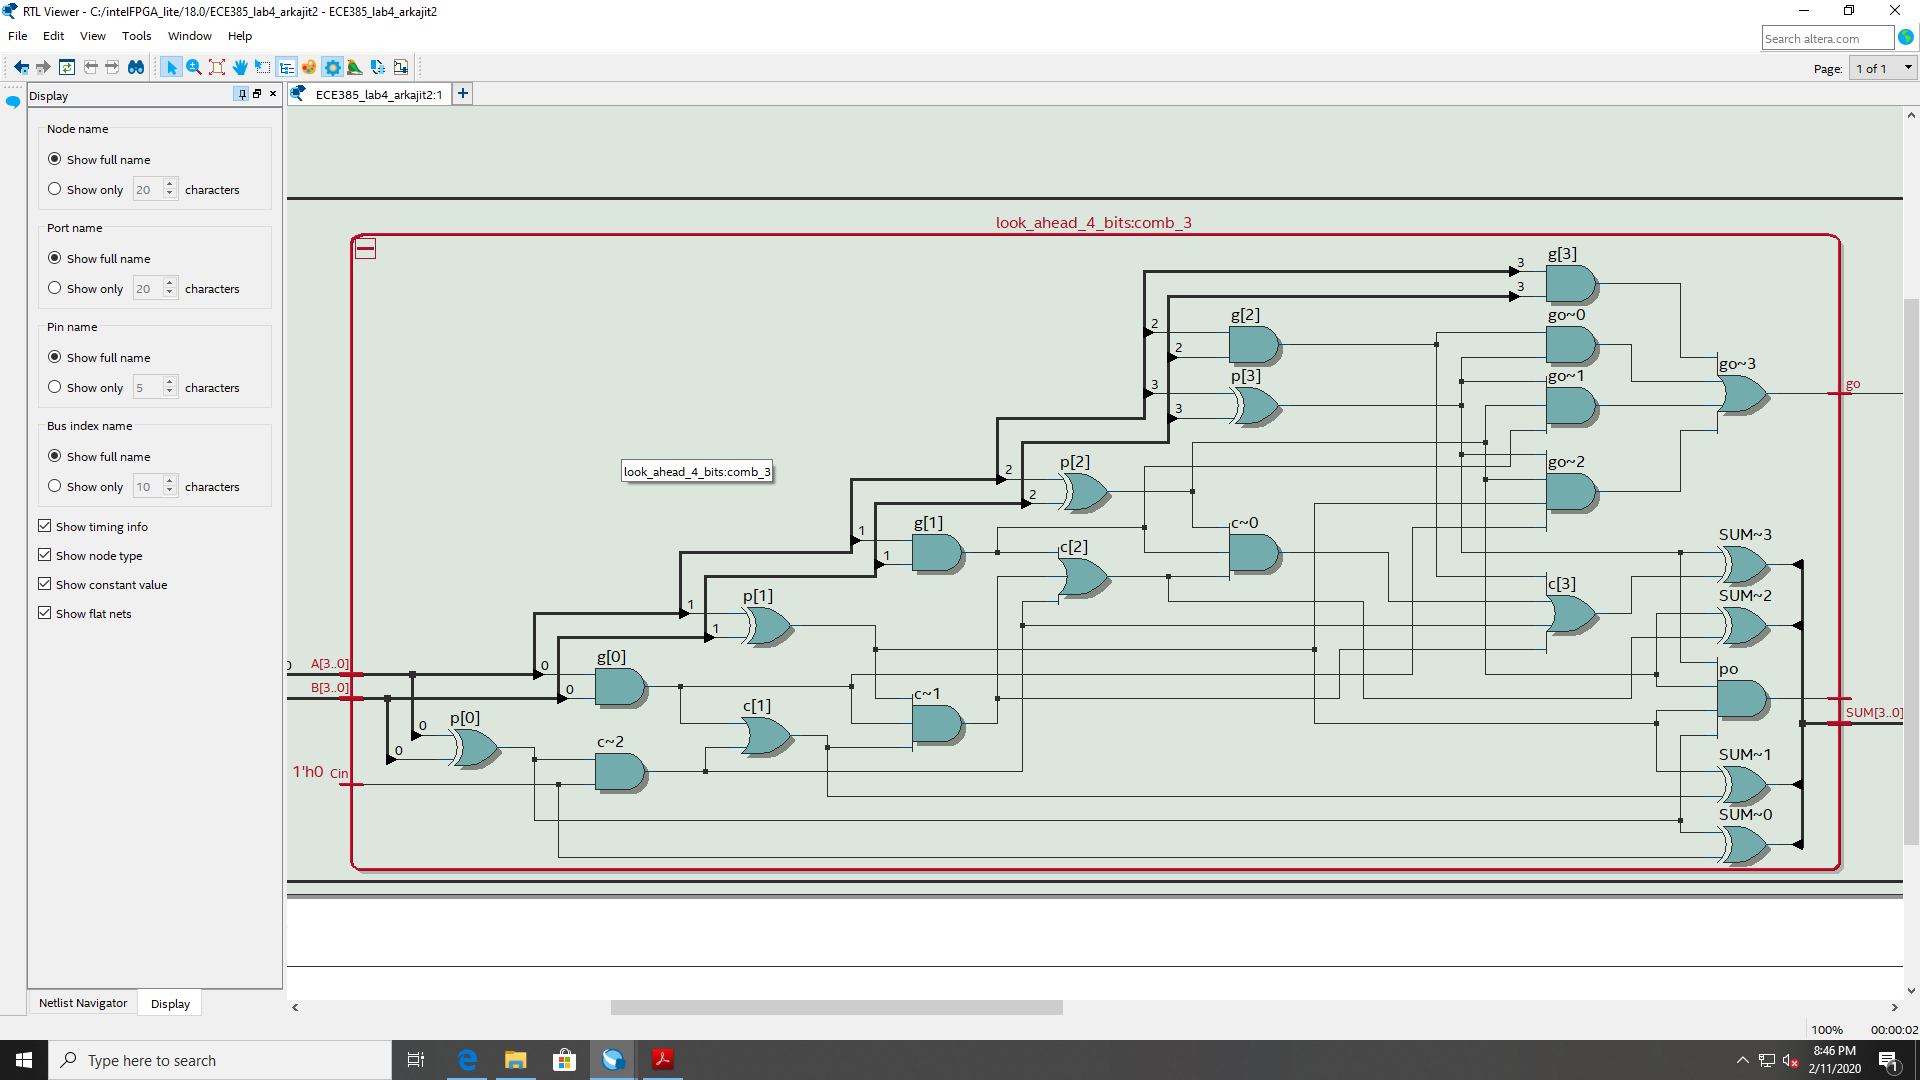 RTL Viewer - C:/intelFPGA_lite/18.0/ECE385_lab4_arkajit2 - ECE385_lab4_arkajit2
File Edit View Tools Window Help
Search altera.com
Page: 1 of 1
Display
ECE385_lab4_arkajit2:1
Node name
Show full name
Show only 20 characters
Port name
Show full name
Show only 20 characters
Pin name
Show full name
Show only 5 characters
Bus index name
Show full name
Show only 10 characters
Show timing info
Show node type
Show constant value
Show flat nets
Netlist Navigator Display
look_ahead_4_bits:comb_3
g[3]
3
3
g[2]
go~0
2
2
p[3]
go~1
go~3
3
3
go
p[2]
go~2
look_ahead_4_bits:comb_3
2
2
g[1]
c~0
1
1
c[2]
SUM~3
p[1]
c[3]
SUM~2
1
1
g[0]
0 A[3..0]
0
po
B[3..0]
0
c~1
p[0]
c[1]
SUM[3..0]
0
0
c~2
SUM~1
1'h0 Cin
SUM~0
100% 00:00:02
Type here to search
8:46 PM
2/11/2020
1